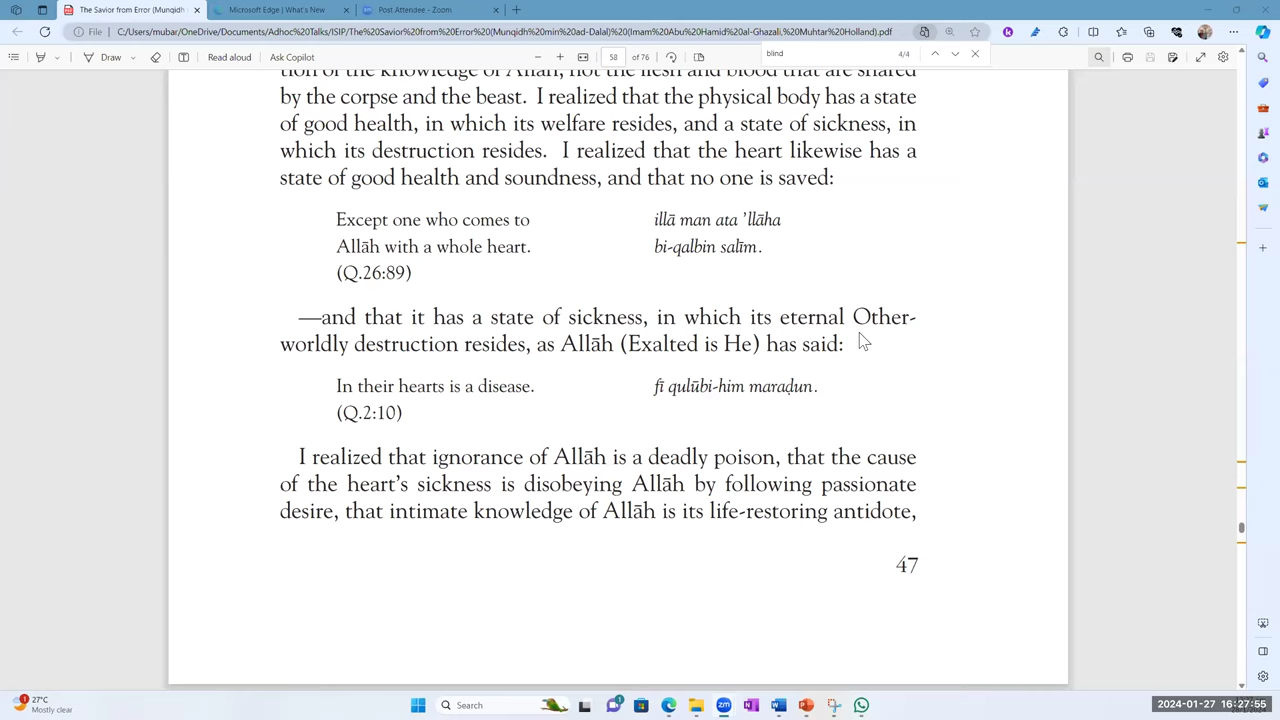 The Savior from Error (Munqidh
Microsoft Edge | What's New
Post Attendee - Zoom
File
C:/Users/mubar/OneDrive/Documents/Adhoc%20Talks/ISIP/The%20Savior%20from%20Error%20(Munqidh%20min%20ad-Dalal)%20(Imam%20Abu%20Hamid%20al-Ghazali,%20Muhtar%20Holland).pdf
Draw
Read aloud
Ask Copilot
58 of 76
blind 4/4
tion of the knowledge of Allāh, not the flesh and blood that are shared
by the corpse and the beast. I realized that the physical body has a state
of good health, in which its welfare resides, and a state of sickness, in
which its destruction resides. I realized that the heart likewise has a
state of good health and soundness, and that no one is saved:
Except one who comes to illā man ata ’llāha
Allāh with a whole heart. bi-qalbin salīm.
(Q.26:89)
—and that it has a state of sickness, in which its eternal Other-
worldly destruction resides, as Allāh (Exalted is He) has said:
In their hearts is a disease. fī qulūbi-him maraḍun.
(Q.2:10)
I realized that ignorance of Allāh is a deadly poison, that the cause
of the heart's sickness is disobeying Allāh by following passionate
desire, that intimate knowledge of Allāh is its life-restoring antidote,
47
27°C
Mostly clear
Search
2024-01-27 16:27:55